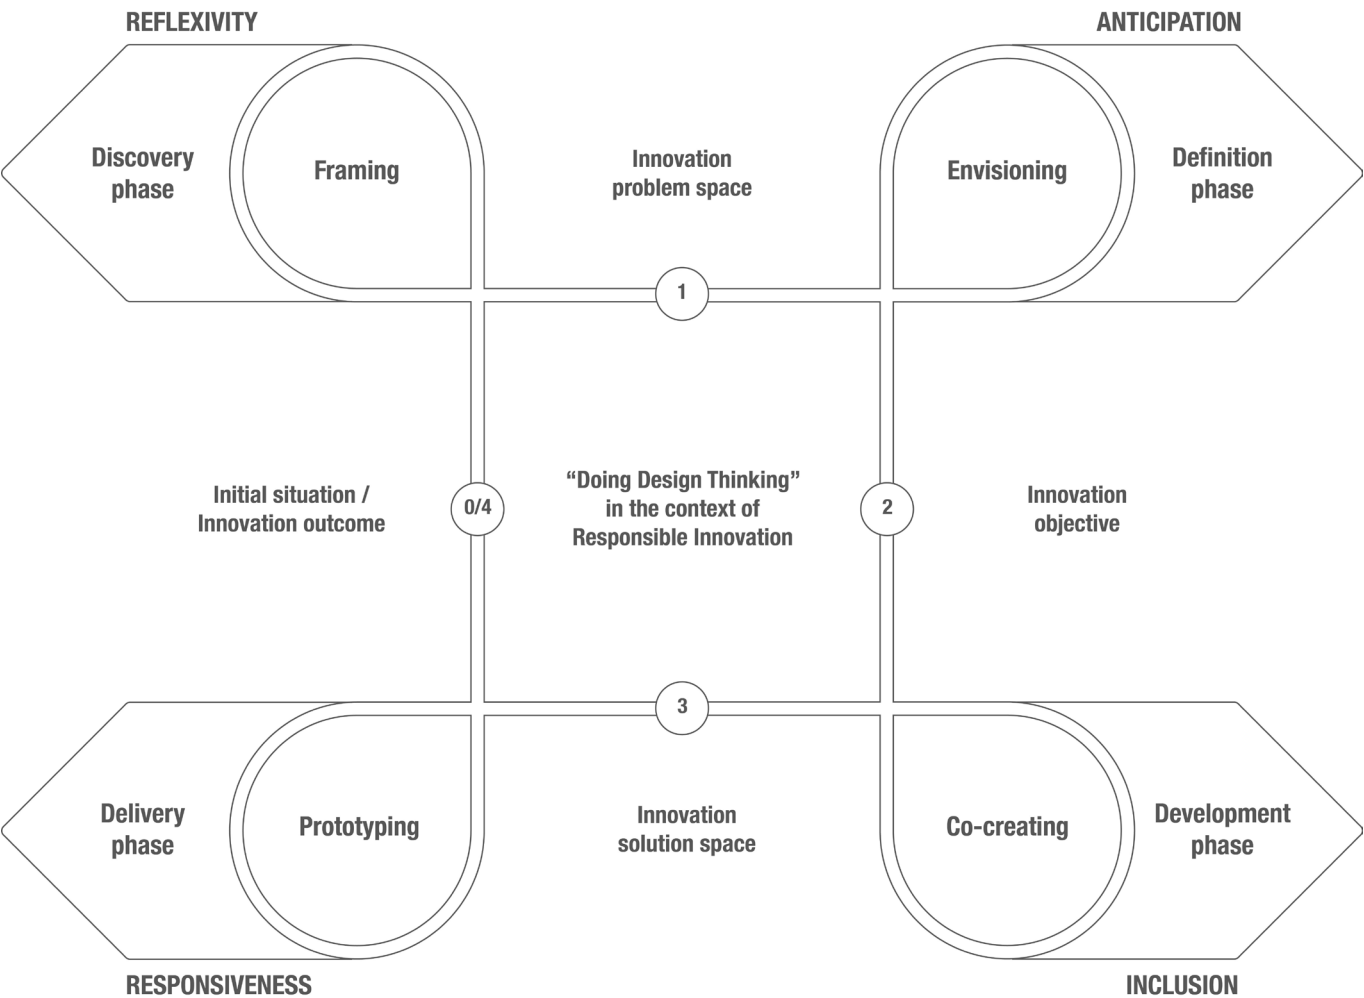 REFLEXIVITY
ANTICIPATION
Discovery
phase
Framing
Innovation
problem space
Envisioning
Definition
phase
1
Initial situation /
Innovation outcome
0/4
“Doing Design Thinking”
in the context of
Responsible Innovation
2
Innovation
objective
3
Delivery
phase
Prototyping
Innovation
solution space
Co-creating
Development
phase
RESPONSIVENESS
INCLUSION